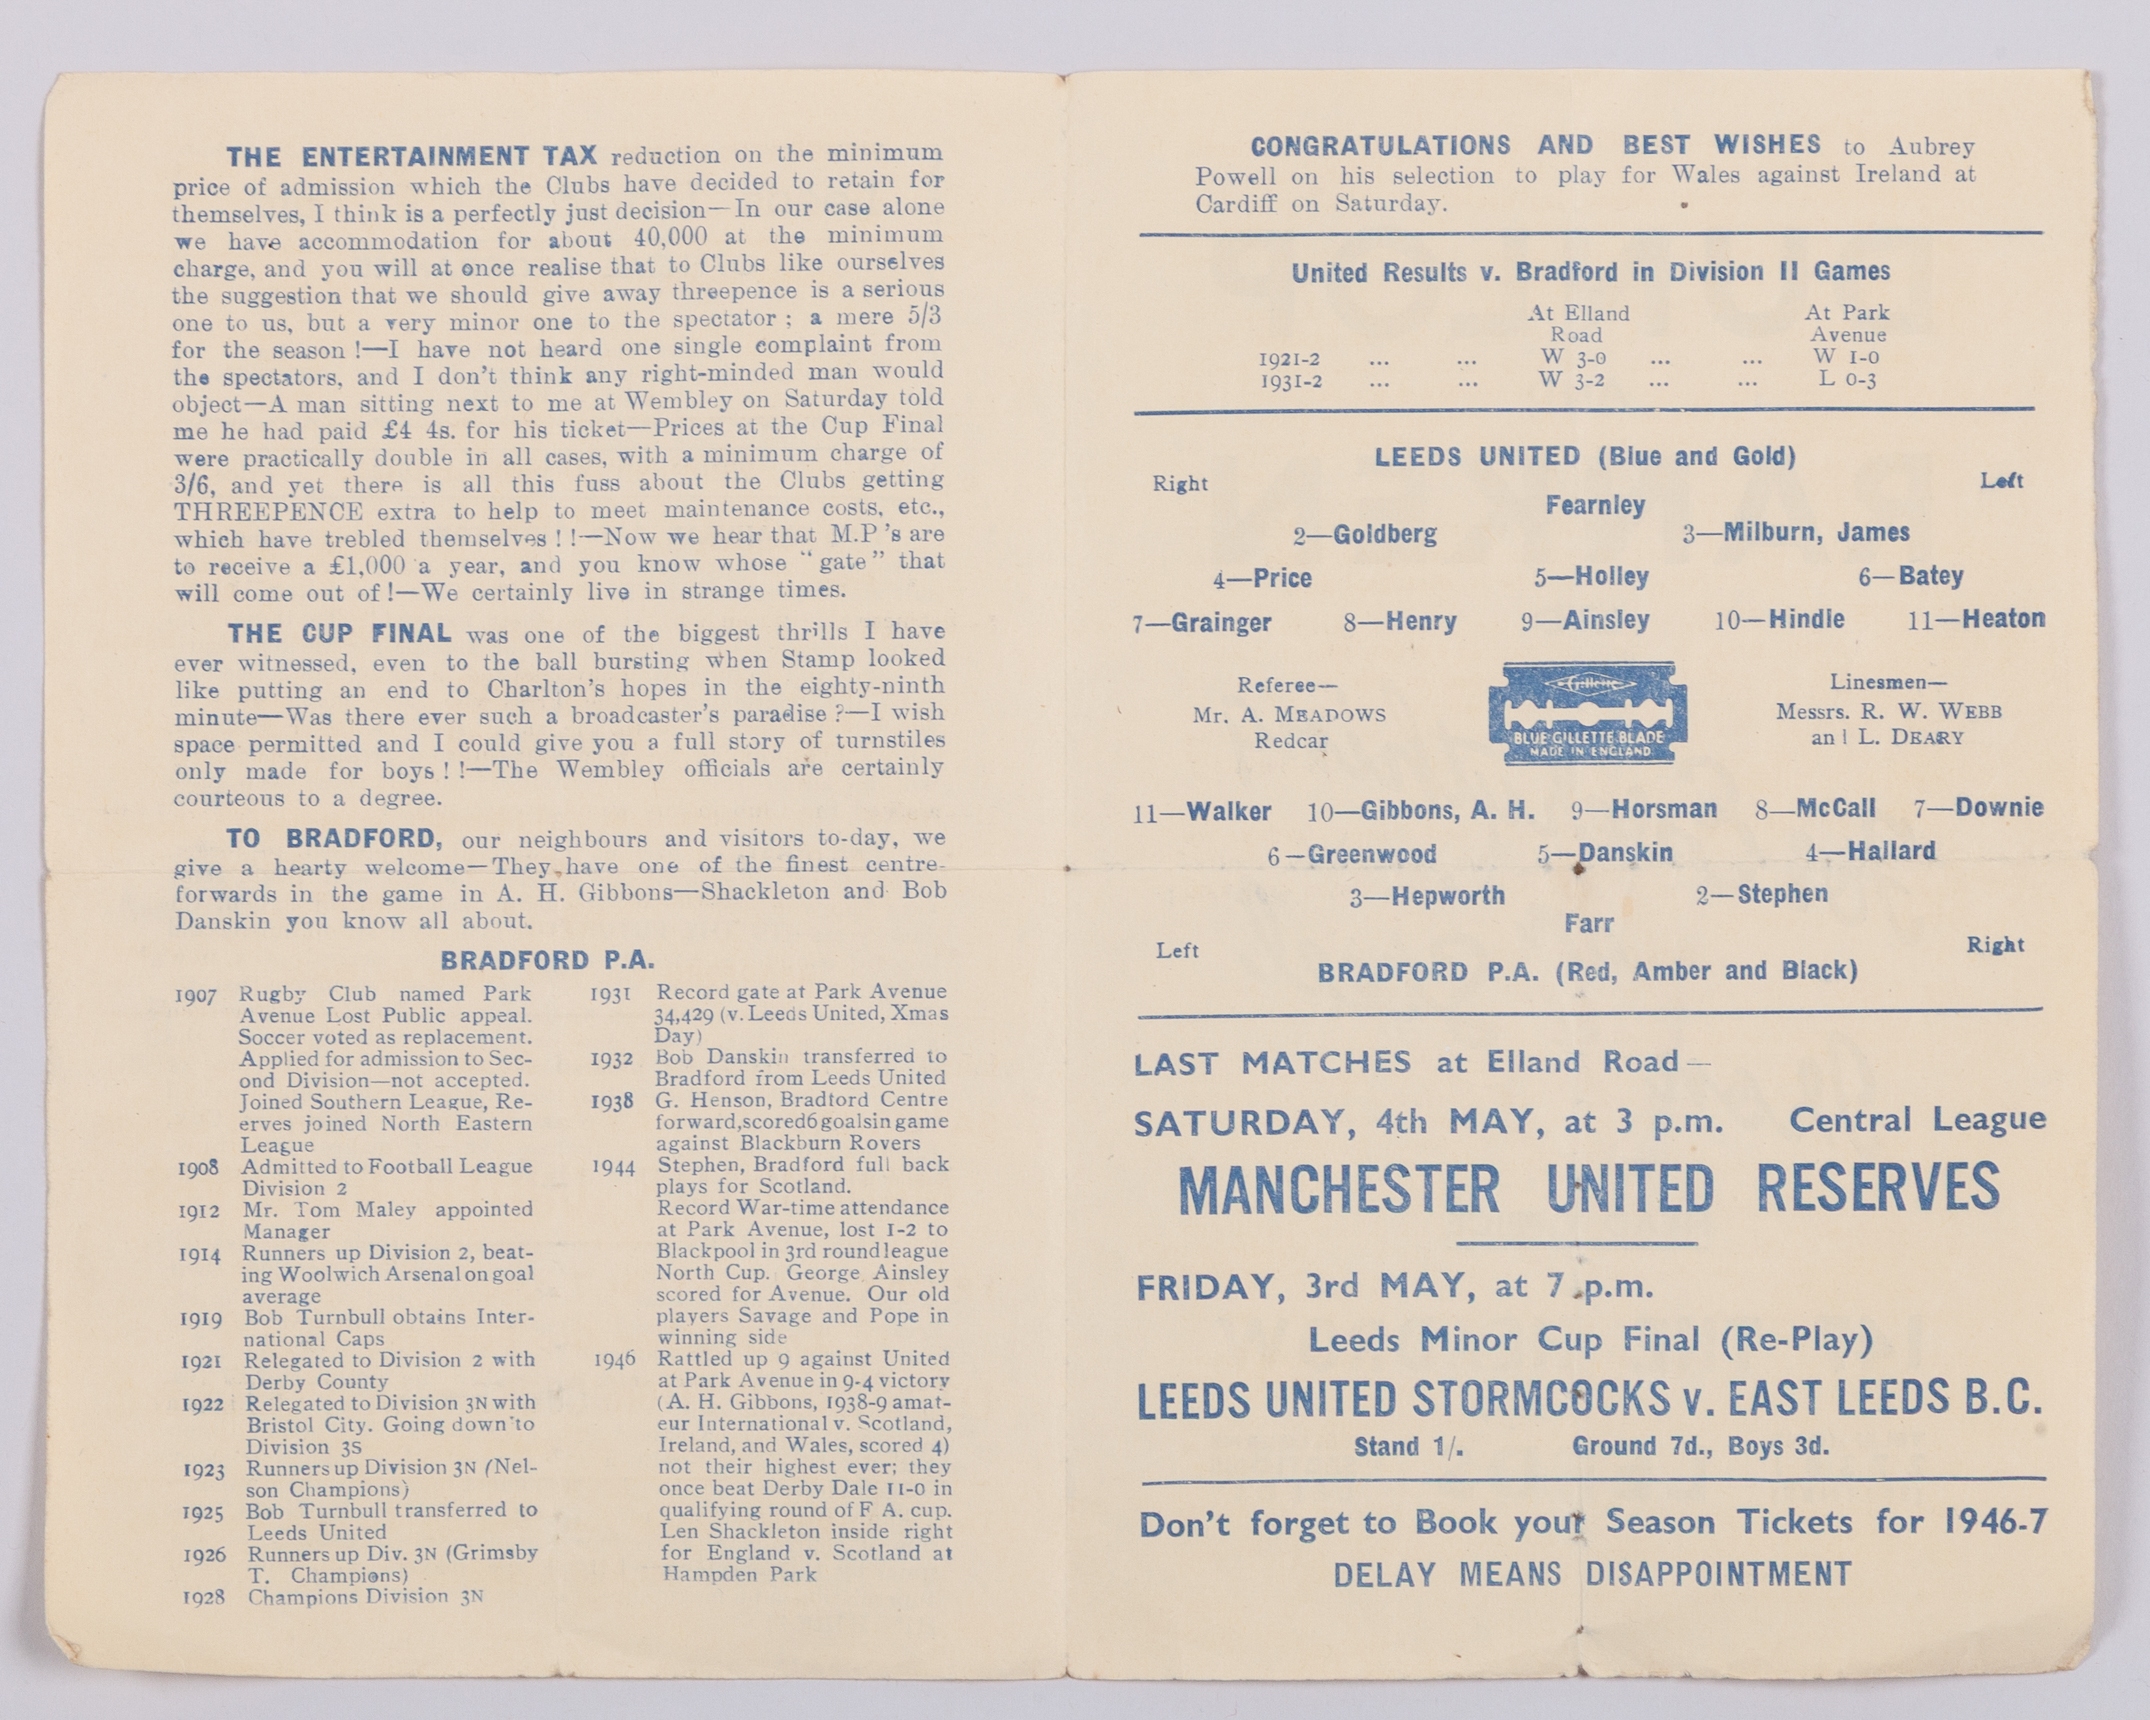 THE ENTERTAINMENT TAX reduction on the minimum
price of admission which the Clubs have decided to retain for
themselves, I think is a perfectly just decision—In our case alone
we have accommodation for about 40,000 at the minimum
charge, and you will at once realise that to Clubs like ourselves
the suggestion that we should give away threepence is a serious
one to us, but a very minor one to the spectator ; a mere 5/3
for the season !—I have not heard one single complaint from
the spectators, and I don't think any right-minded man would
object—A man sitting next to me at Wembley on Saturday told
me he had paid £4 4s. for his ticket—Prices at the Cup Final
were practically double in all cases, with a minimum charge of
3/6, and yet there is all this fuss about the Clubs getting
THREEPENCE extra to help to meet maintenance costs, etc.,
which have trebled themselves ! !—Now we hear that M.P 's are
to receive a £1,000 a year, and you know whose "gate" that
will come out of !—We certainly live in strange times.
THE CUP FINAL was one of the biggest thrills I have
ever witnessed, even to the ball bursting when Stamp looked
like putting an end to Charlton's hopes in the eighty-ninth
minute—Was there ever such a broadcaster's paradise ?—I wish
space permitted and I could give you a full story of turnstiles
only made for boys ! !—The Wembley officials are certainly
courteous to a degree.
TO BRADFORD, our neighbours and visitors to-day, we
give a hearty welcome—They have one of the finest centre-
forwards in the game in A. H. Gibbons—Shackleton and Bob
Danskin you know all about.
BRADFORD P.A.
1907 Rugby Club named Park
Avenue Lost Public appeal.
Soccer voted as replacement.
Applied for admission to Sec-
ond Division—not accepted.
Joined Southern League, Re-
erves joined North Eastern
League
1908 Admitted to Football League
Division 2
1912 Mr. Tom Maley appointed
Manager
1914 Runners up Division 2, beat-
ing Woolwich Arsenal on goal
average
1919 Bob Turnbull obtains Inter-
national Caps
1921 Relegated to Division 2 with
Derby County
1922 Relegated to Division 3N with
Bristol City. Going down to
Division 3S
1923 Runners up Division 3N (Nel-
son Champions)
1925 Bob Turnbull transferred to
Leeds United
1926 Runners up Div. 3N (Grimsby
T. Champions)
1928 Champions Division 3N
1931 Record gate at Park Avenue
34,429 (v. Leeds United, Xmas
Day)
1932 Bob Danskin transferred to
Bradford from Leeds United
1938 G. Henson, Bradford Centre
forward, scored 6 goals in game
against Blackburn Rovers
1944 Stephen, Bradford full back
plays for Scotland.
Record War-time attendance
at Park Avenue, lost 1-2 to
Blackpool in 3rd round league
North Cup. George Ainsley
scored for Avenue. Our old
players Savage and Pope in
winning side
1946 Rattled up 9 against United
at Park Avenue in 9-4 victory
(A. H. Gibbons, 1938-9 amat-
eur International v. Scotland,
Ireland, and Wales, scored 4)
not their highest ever; they
once beat Derby Dale 11-0 in
qualifying round of F A. cup.
Len Shackleton inside right
for England v. Scotland at
Hampden Park
CONGRATULATIONS AND BEST WISHES to Aubrey
Powell on his selection to play for Wales against Ireland at
Cardiff on Saturday.
United Results v. Bradford in Division II Games
At Elland At Park
Road Avenue
1921-2 ... ... W 3-0 ... ... W 1-0
1931-2 ... ... W 3-2 ... ... L 0-3
LEEDS UNITED (Blue and Gold)
Right Left
Fearnley
2—Goldberg 3—Milburn, James
4—Price 5—Holley 6—Batey
7—Grainger 8—Henry 9—Ainsley 10—Hindle 11—Heaton
Referee— Linesmen—
Mr. A. MEADOWS Messrs. R. W. WEBB
Redcar an| L. DEARY
Gillette
BLUE GILLETTE BLADE
MADE IN ENGLAND
11—Walker 10—Gibbons, A. H. 9—Horsman 8—McCall 7—Downie
6—Greenwood 5—Danskin 4—Hallard
3—Hepworth 2—Stephen
Farr
Left Right
BRADFORD P.A. (Red, Amber and Black)
LAST MATCHES at Elland Road—
SATURDAY, 4th MAY, at 3 p.m. Central League
MANCHESTER UNITED RESERVES
FRIDAY, 3rd MAY, at 7 p.m.
Leeds Minor Cup Final (Re-Play)
LEEDS UNITED STORMCOCKS v. EAST LEEDS B.C.
Stand 1/. Ground 7d., Boys 3d.
Don't forget to Book your Season Tickets for 1946-7
DELAY MEANS DISAPPOINTMENT